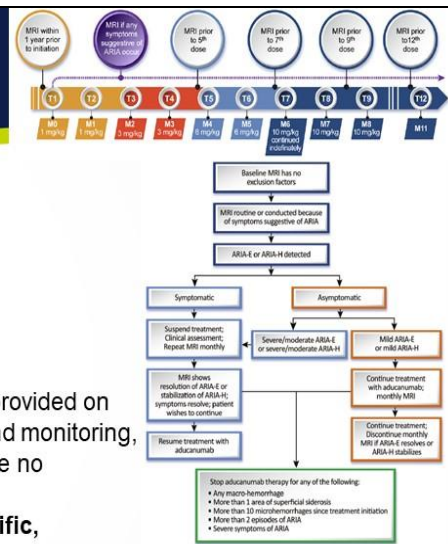 MRI within
1 year prior
to initiation
MRI if any
symptoms
suggestive of
ARIA occur
MRI prior
to 5th
dose
MRI prior
to 7th
dose
MRI prior
to 9th
dose
MRI prior
to 12th
dose
T1
T2
T3
T4
T5
T6
T7
T8
T9
T12
M0
1 mg/kg
M1
1 mg/kg
M2
3 mg/kg
M3
3 mg/kg
M4
6 mg/kg
M5
6 mg/kg
M6
10 mg/kg
continued
indefinitely
M7
10 mg/kg
M8
10 mg/kg
M11
Baseline MRI has no
exclusion factors
MRI routine or conducted because
of symptoms suggestive of ARIA
ARIA-E or ARIA-H detected
Symptomatic
Asymptomatic
Suspend treatment;
Clinical assessment;
Repeat MRI monthly
Severe/moderate ARIA-E
or severe/moderate ARIA-H
Mild ARIA-E
or mild ARIA-H
MRI shows
resolution of ARIA-E or
stabilization of ARIA-H;
symptoms resolve; patient
wishes to continue
Continue treatment
with aducanumab;
monthly MRI
Resume treatment with
aducanumab
Continue treatment;
Discontinue monthly
MRI if ARIA-E resolves or
ARIA-H stabilizes
Stop aducanumab therapy for any of the following:
• Any macro-hemorrhage
• More than 1 area of superficial siderosis
• More than 10 microhemorrhages since treatment initiation
• More than 2 episodes of ARIA
• Severe symptoms of ARIA
provided on
nd monitoring,
e no
ific,